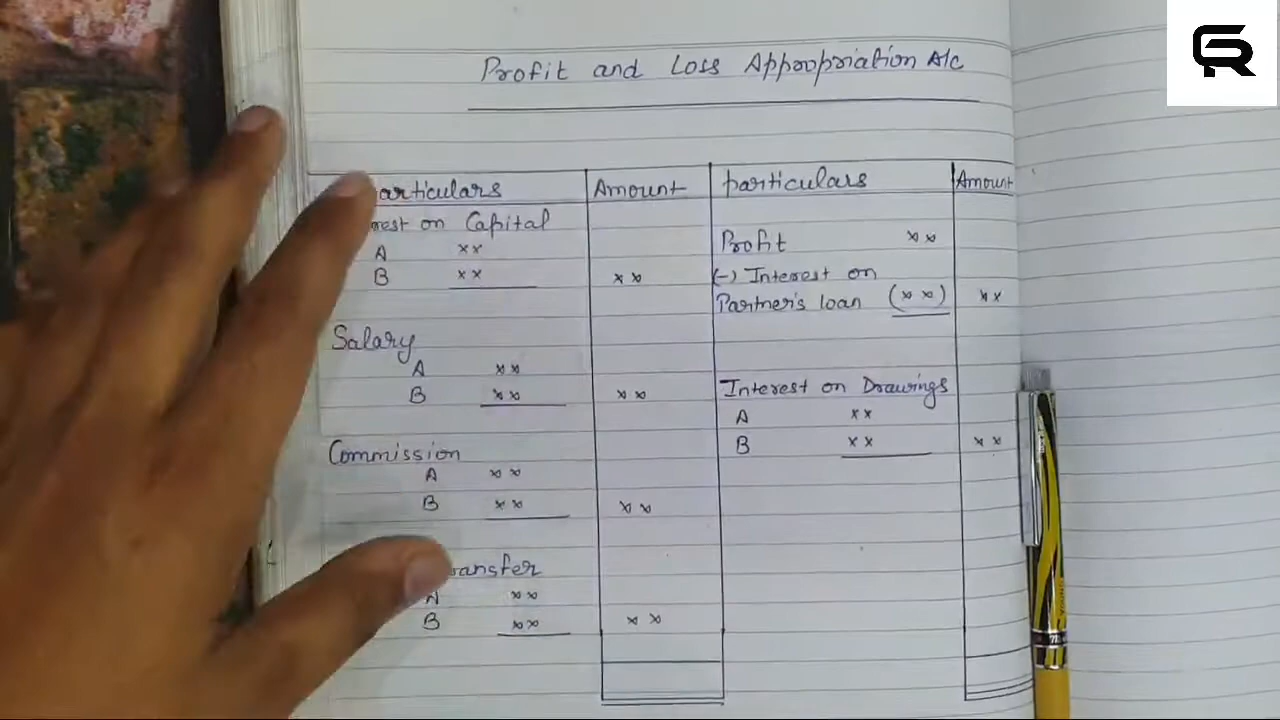 GR
Profit and Loss Appropriation A/c
Particulars Amount particulars Amount
rest on Capital
A xx
B xx xx
Salary
A xx
B xx xx
Commission
A xx
B xx xx
ransfer
A xx
B xx xx
Profit xx
(-) Interest on
Partner's loan (xx) xx
Interest on Drawings
A xx
B xx xx